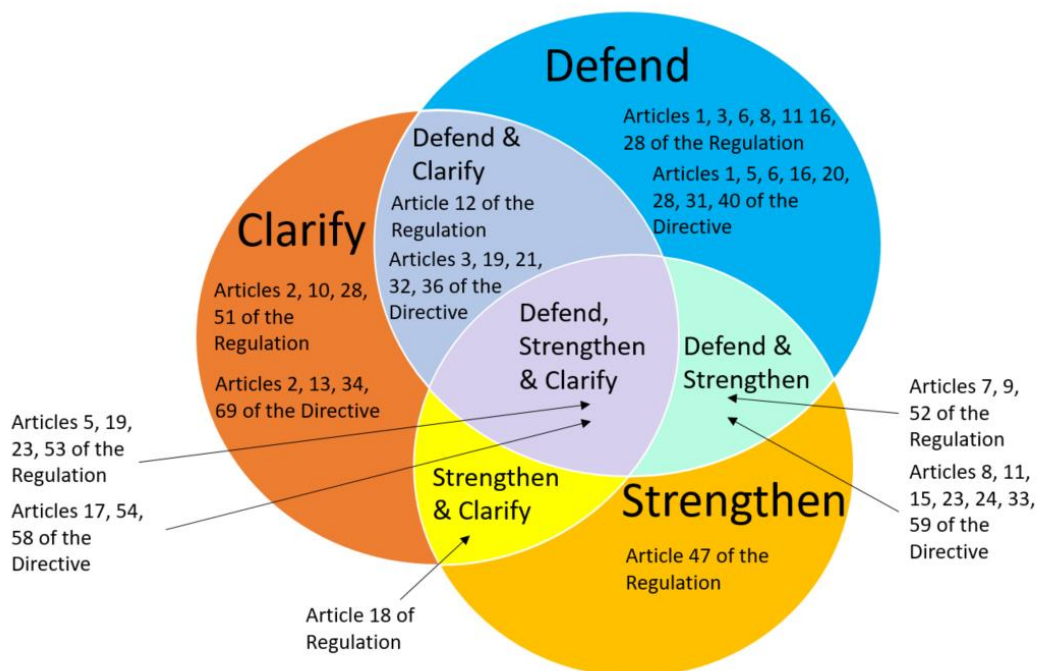 Defend
Articles 1, 3, 6, 8, 11 16,
28 of the Regulation
Articles 1, 5, 6, 16, 20,
28, 31, 40 of the
Directive
Defend &
Clarify
Article 12 of the
Regulation
Articles 3, 19, 21,
32, 36 of the
Directive
Clarify
Articles 2, 10, 28,
51 of the
Regulation
Articles 2, 13, 34,
69 of the Directive
Defend,
Strengthen
& Clarify
Defend &
Strengthen
Articles 7, 9,
52 of the
Regulation
Articles 8, 11,
15, 23, 24, 33,
59 of the
Directive
Articles 5, 19,
23, 53 of the
Regulation
Articles 17, 54,
58 of the
Directive
Strengthen
& Clarify
Strengthen
Article 47 of the
Regulation
Article 18 of
Regulation